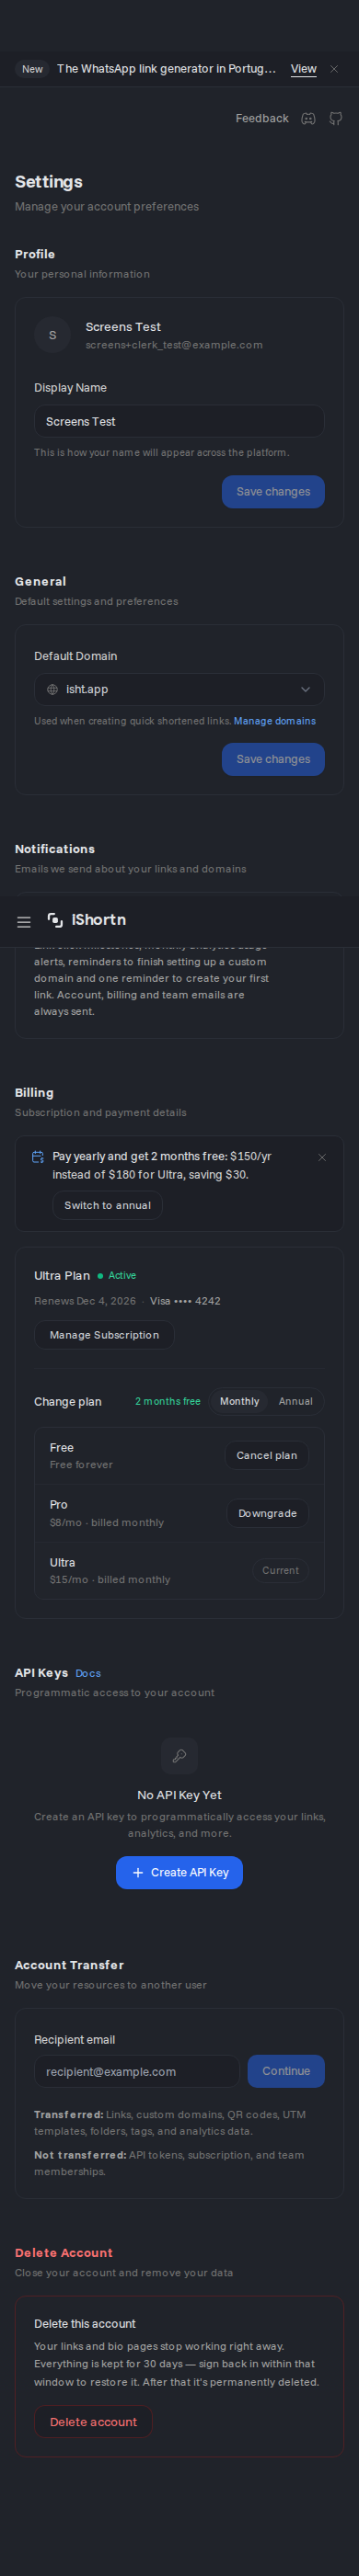 New The WhatsApp link generator in Portug… View
Feedback
Settings
Manage your account preferences
Profile
Your personal information
S
Screens Test
screens+clerk_test@example.com
Display Name
Screens Test
This is how your name will appear across the platform.
Save changes
General
Default settings and preferences
Default Domain
isht.app
Used when creating quick shortened links. Manage domains
Save changes
Notifications
Emails we send about your links and domains
IShortn
alerts, reminders to finish setting up a custom
domain and one reminder to create your first
link. Account, billing and team emails are
always sent.
Billing
Subscription and payment details
Pay yearly and get 2 months free: $150/yr
instead of $180 for Ultra, saving $30.
Switch to annual
Ultra Plan Active
Renews Dec 4, 2026 · Visa •••• 4242
Manage Subscription
Change plan 2 months free Monthly Annual
Free
Free forever
Cancel plan
Pro
$8/mo · billed monthly
Downgrade
Ultra
$15/mo · billed monthly
Current
API Keys Docs
Programmatic access to your account
No API Key Yet
Create an API key to programmatically access your links,
analytics, and more.
Create API Key
Account Transfer
Move your resources to another user
Recipient email
recipient@example.com Continue
Transferred: Links, custom domains, QR codes, UTM
templates, folders, tags, and analytics data.
Not transferred: API tokens, subscription, and team
memberships.
Delete Account
Close your account and remove your data
Delete this account
Your links and bio pages stop working right away.
Everything is kept for 30 days — sign back in within that
window to restore it. After that it's permanently deleted.
Delete account